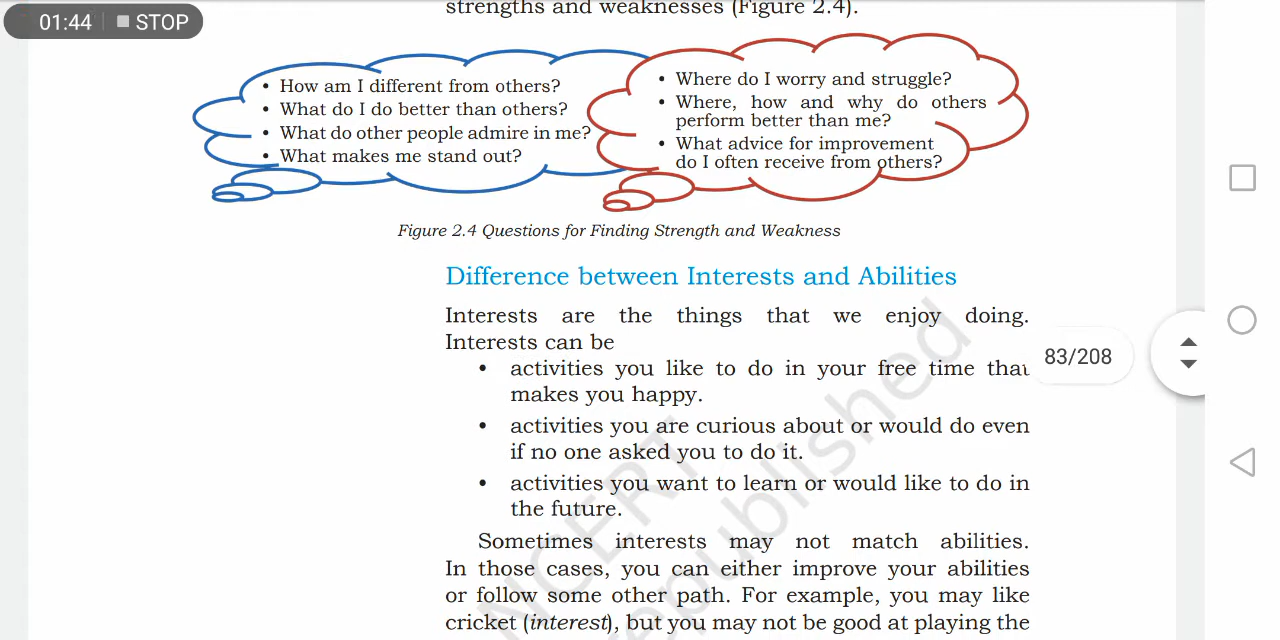 01:44 STOP
strengths and weaknesses (Figure 2.4).
• How am I different from others?
• What do I do better than others?
• What do other people admire in me?
• What makes me stand out?
• Where do I worry and struggle?
• Where, how and why do others
perform better than me?
• What advice for improvement
do I often receive from others?
Figure 2.4 Questions for Finding Strength and Weakness
Difference between Interests and Abilities
Interests are the things that we enjoy doing.
Interests can be
• activities you like to do in your free time that
makes you happy.
• activities you are curious about or would do even
if no one asked you to do it.
• activities you want to learn or would like to do in
the future.
Sometimes interests may not match abilities.
In those cases, you can either improve your abilities
or follow some other path. For example, you may like
cricket (interest), but you may not be good at playing the
83/208
NCERT
republished